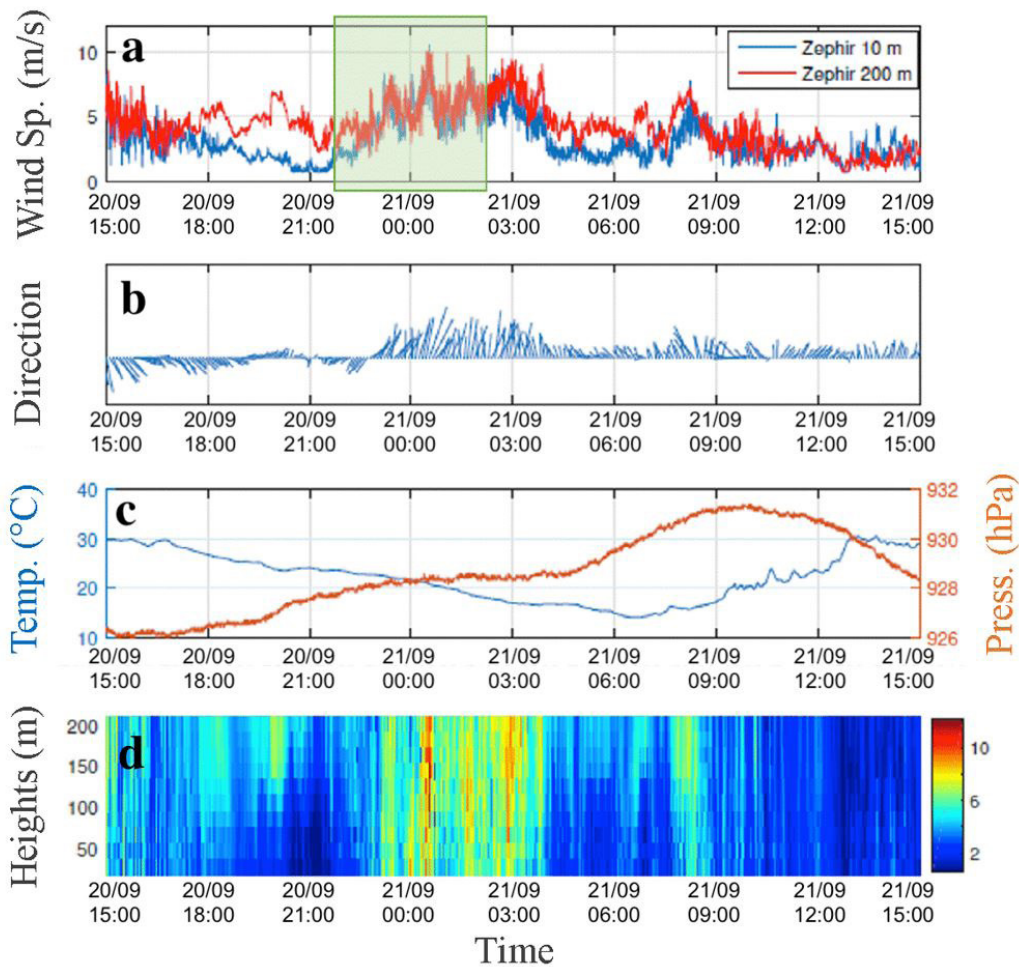 a
Wind Sp. (m/s)
10
5
0
Zephir 10 m
Zephir 200 m
20/09 20/09 20/09 21/09 21/09 21/09 21/09 21/09 21/09
15:00 18:00 21:00 00:00 03:00 06:00 09:00 12:00 15:00
b
Direction
20/09 20/09 20/09 21/09 21/09 21/09 21/09 21/09 21/09
15:00 18:00 21:00 00:00 03:00 06:00 09:00 12:00 15:00
c
Temp. (°C)
40
30
20
10
932
930
928
926
Press. (hPa)
20/09 20/09 20/09 21/09 21/09 21/09 21/09 21/09 21/09
15:00 18:00 21:00 00:00 03:00 06:00 09:00 12:00 15:00
d
Heights (m)
200
150
100
50
10
6
2
20/09 20/09 20/09 21/09 21/09 21/09 21/09 21/09 21/09
15:00 18:00 21:00 00:00 03:00 06:00 09:00 12:00 15:00
Time